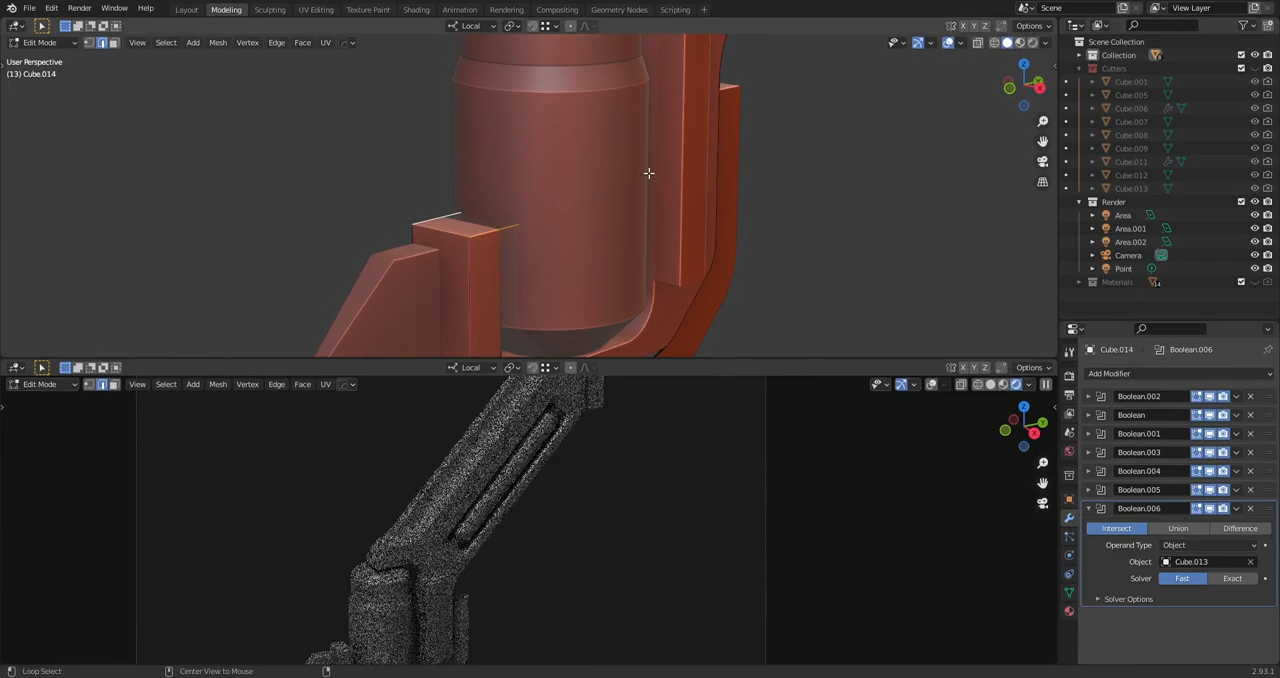 File Edit Render Window Help
Layout Modeling Sculpting UV Editing Texture Paint Shading Animation Rendering Compositing Geometry Nodes Scripting +
Scene
View Layer
Local
Options
Edit Mode View Select Add Mesh Vertex Edge Face UV
X Y Z
User Perspective
(13) Cube.014
Z
Y
X
Scene Collection
Collection
Cutters
Cube.001
Cube.005
Cube.006
Cube.007
Cube.008
Cube.009
Cube.011
Cube.012
Cube.013
Render
Area
Area.001
Area.002
Camera
Point
Materials
14
Cube.014 Boolean.006
Add Modifier
Boolean.002
Boolean
Boolean.001
Boolean.003
Boolean.004
Boolean.005
Boolean.006
Intersect Union Difference
Operand Type Object
Object Cube.013
Solver Fast Exact
Solver Options
Local
X Y Z
Options
Edit Mode View Select Add Mesh Vertex Edge Face UV
Z
Y
X
Loop Select Center View to Mouse 2.93.1